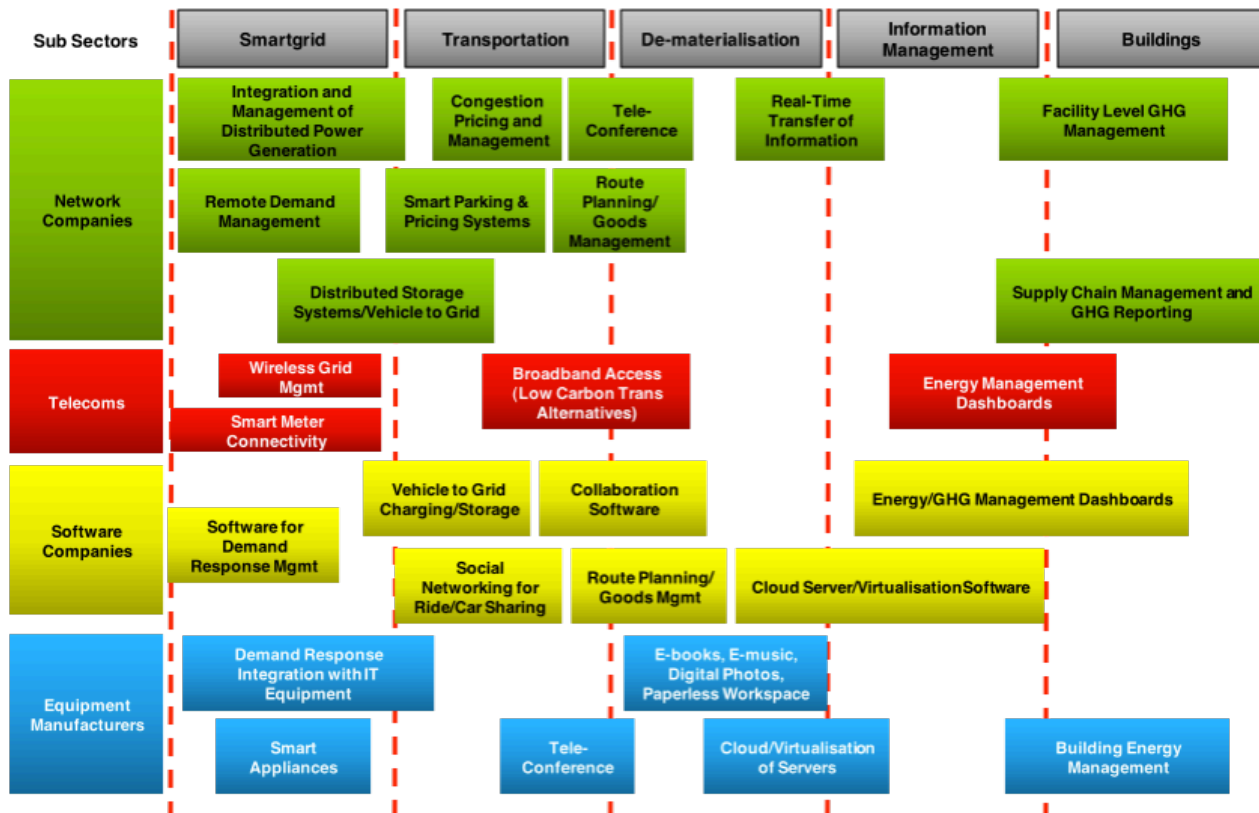 Sub Sectors
Smartgrid
Transportation
De-materialisation
Information
Management
Buildings
Network
Companies
Integration and
Management of
Distributed Power
Generation
Congestion
Pricing and
Management
Tele-
Conference
Real-Time
Transfer of
Information
Facility Level GHG
Management
Remote Demand
Management
Smart Parking &
Pricing Systems
Route
Planning/
Goods
Management
Distributed Storage
Systems/Vehicle to Grid
Supply Chain Management and
GHG Reporting
Telecoms
Wireless Grid
Mgmt
Broadband Access
(Low Carbon Trans
Alternatives)
Energy Management
Dashboards
Smart Meter
Connectivity
Software
Companies
Vehicle to Grid
Charging/Storage
Collaboration
Software
Energy/GHG Management Dashboards
Software for
Demand
Response Mgmt
Social
Networking for
Ride/Car Sharing
Route Planning/
Goods Mgmt
Cloud Server/VirtualisationSoftware
Equipment
Manufacturers
Demand Response
Integration with IT
Equipment
E-books, E-music,
Digital Photos,
Paperless Workspace
Smart
Appliances
Tele-
Conference
Cloud/Virtualisation
of Servers
Building Energy
Management